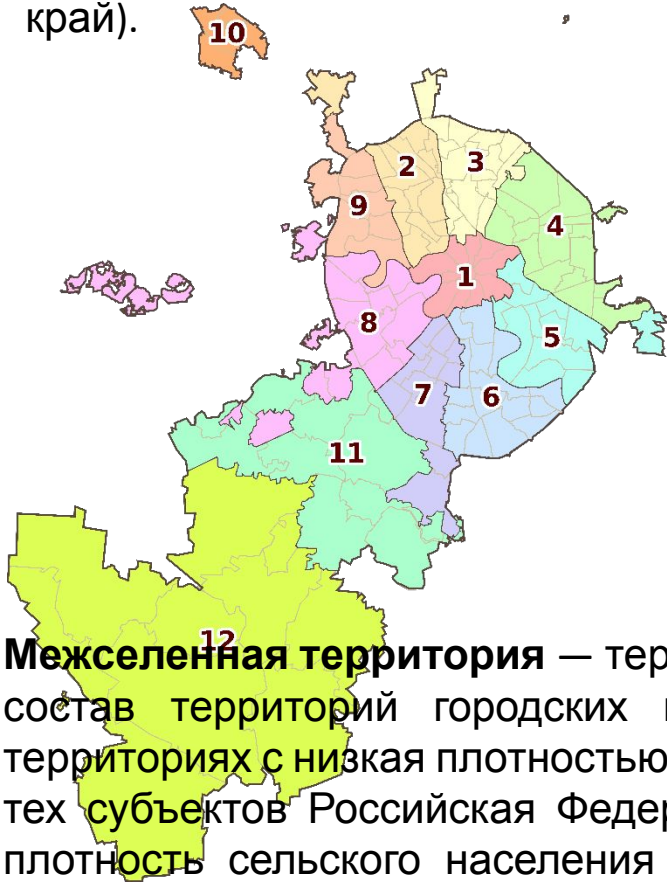 край).
10
2
3
9
4
1
8
5
7
6
11
12
Межселенная территория — тер
состав территорий городских
территориях с низкая плотностью
тех субъектов Российская Федер
плотность сельского населения